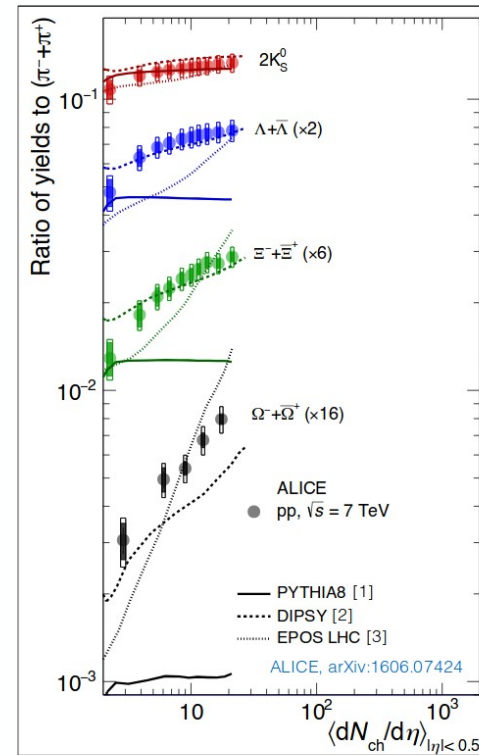 Ratio of yields to (π⁻+π⁺)
10⁻¹
10⁻²
10⁻³
2K⁰S
Λ+Λ̅ (×2)
Ξ⁻+Ξ̅⁺ (×6)
Ω⁻+Ω̅⁺ (×16)
ALICE
pp, √s = 7 TeV
PYTHIA8 [1]
DIPSY [2]
EPOS LHC [3]
ALICE, arXiv:1606.07424
10 10² 10³
⟨dNch/dη⟩|η|< 0.5